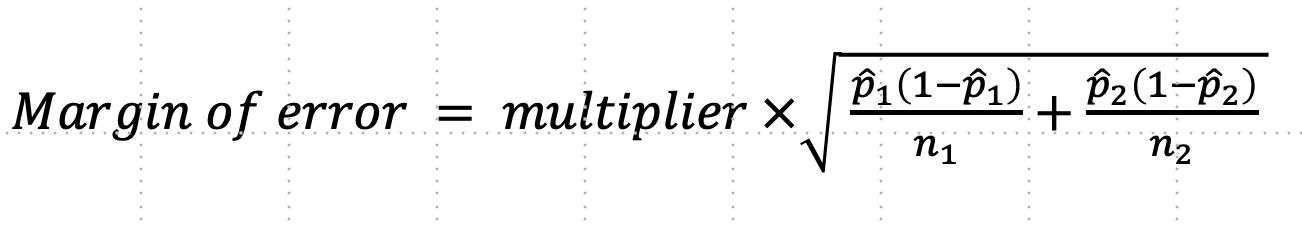 Margin of error = multiplier × √(p̂₁(1−p̂₁)/n₁ + p̂₂(1−p̂₂)/n₂)